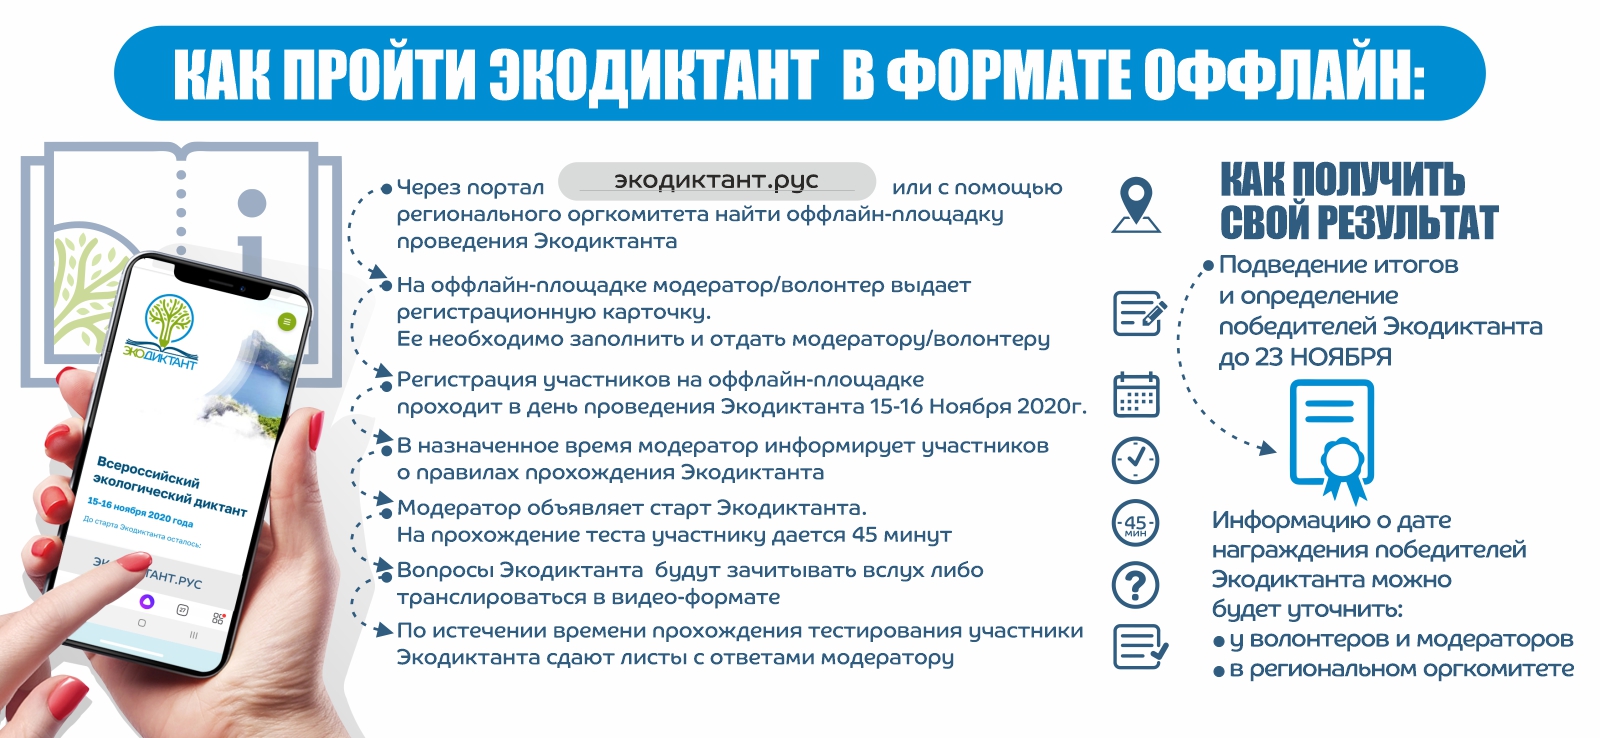 КАК ПРОЙТИ ЭКОДИКТАНТ В ФОРМАТЕ ОФФЛАЙН:
Через портал экодиктант.рус или с помощью
регионального оргкомитета найти оффлайн-площадку
проведения Экодиктанта
На оффлайн-площадке модератор/волонтер выдает
регистрационную карточку.
Ее необходимо заполнить и отдать модератору/волонтеру
Регистрация участников на оффлайн-площадке
проходит в день проведения Экодиктанта 15-16 Ноября 2020г.
В назначенное время модератор информирует участников
о правилах прохождения Экодиктанта
Модератор объявляет старт Экодиктанта.
На прохождение теста участнику дается 45 минут
Вопросы Экодиктанта будут зачитывать вслух либо
транслироваться в видео-формате
По истечении времени прохождения тестирования участники
Экодиктанта сдают листы с ответами модератору
-45-
МИН
?
КАК ПОЛУЧИТЬ
СВОЙ РЕЗУЛЬТАТ
Подведение итогов
и определение
победителей Экодиктанта
до 23 НОЯБРЯ
Информацию о дате
награждения победителей
Экодиктанта можно
будет уточнить:
у волонтеров и модераторов
в региональном оргкомитете
i
ЭКОДИКТАНТ
Всероссийский
экологический диктант
15-16 ноября 2020 года
До старта Экодиктанта осталось:
27